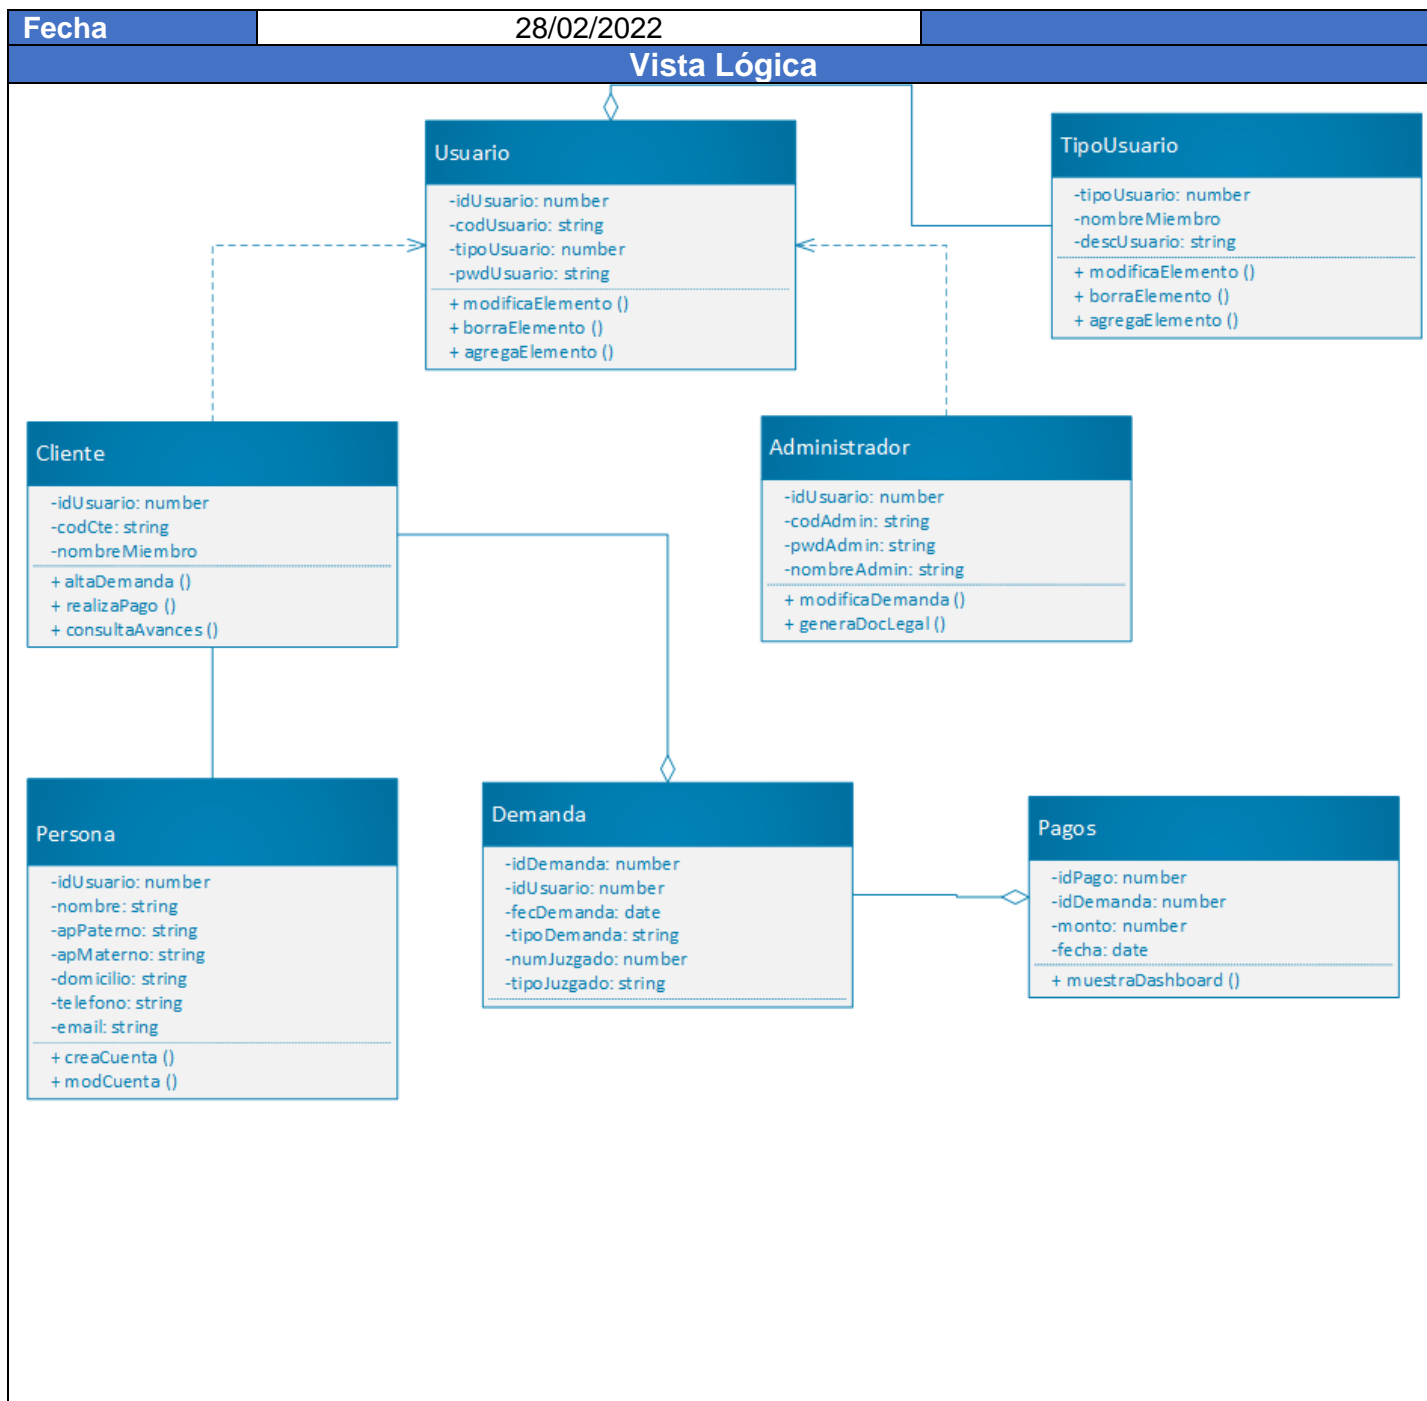 Fecha
28/02/2022
Vista Lógica
Usuario
-idUsuario: number
-codUsuario: string
-tipoUsuario: number
-pwdUsuario: string
+ modificaElemento ()
+ borraElemento ()
+ agregaElemento ()
TipoUsuario
-tipoUsuario: number
-nombreMiembro
-descUsuario: string
+ modificaElemento ()
+ borraElemento ()
+ agregaElemento ()
Cliente
-idUsuario: number
-codCte: string
-nombreMiembro
+ altaDemanda ()
+ realizaPago ()
+ consultaAvances ()
Administrador
-idUsuario: number
-codAdmin: string
-pwdAdmin: string
-nombreAdmin: string
+ modificaDemanda ()
+ generaDocLegal ()
Persona
-idUsuario: number
-nombre: string
-apPaterno: string
-apMaterno: string
-domicilio: string
-telefono: string
-email: string
+ creaCuenta ()
+ modCuenta ()
Demanda
-idDemanda: number
-idUsuario: number
-fecDemanda: date
-tipoDemanda: string
-numJuzgado: number
-tipoJuzgado: string
Pagos
-idPago: number
-idDemanda: number
-monto: number
-fecha: date
+ muestraDashboard ()